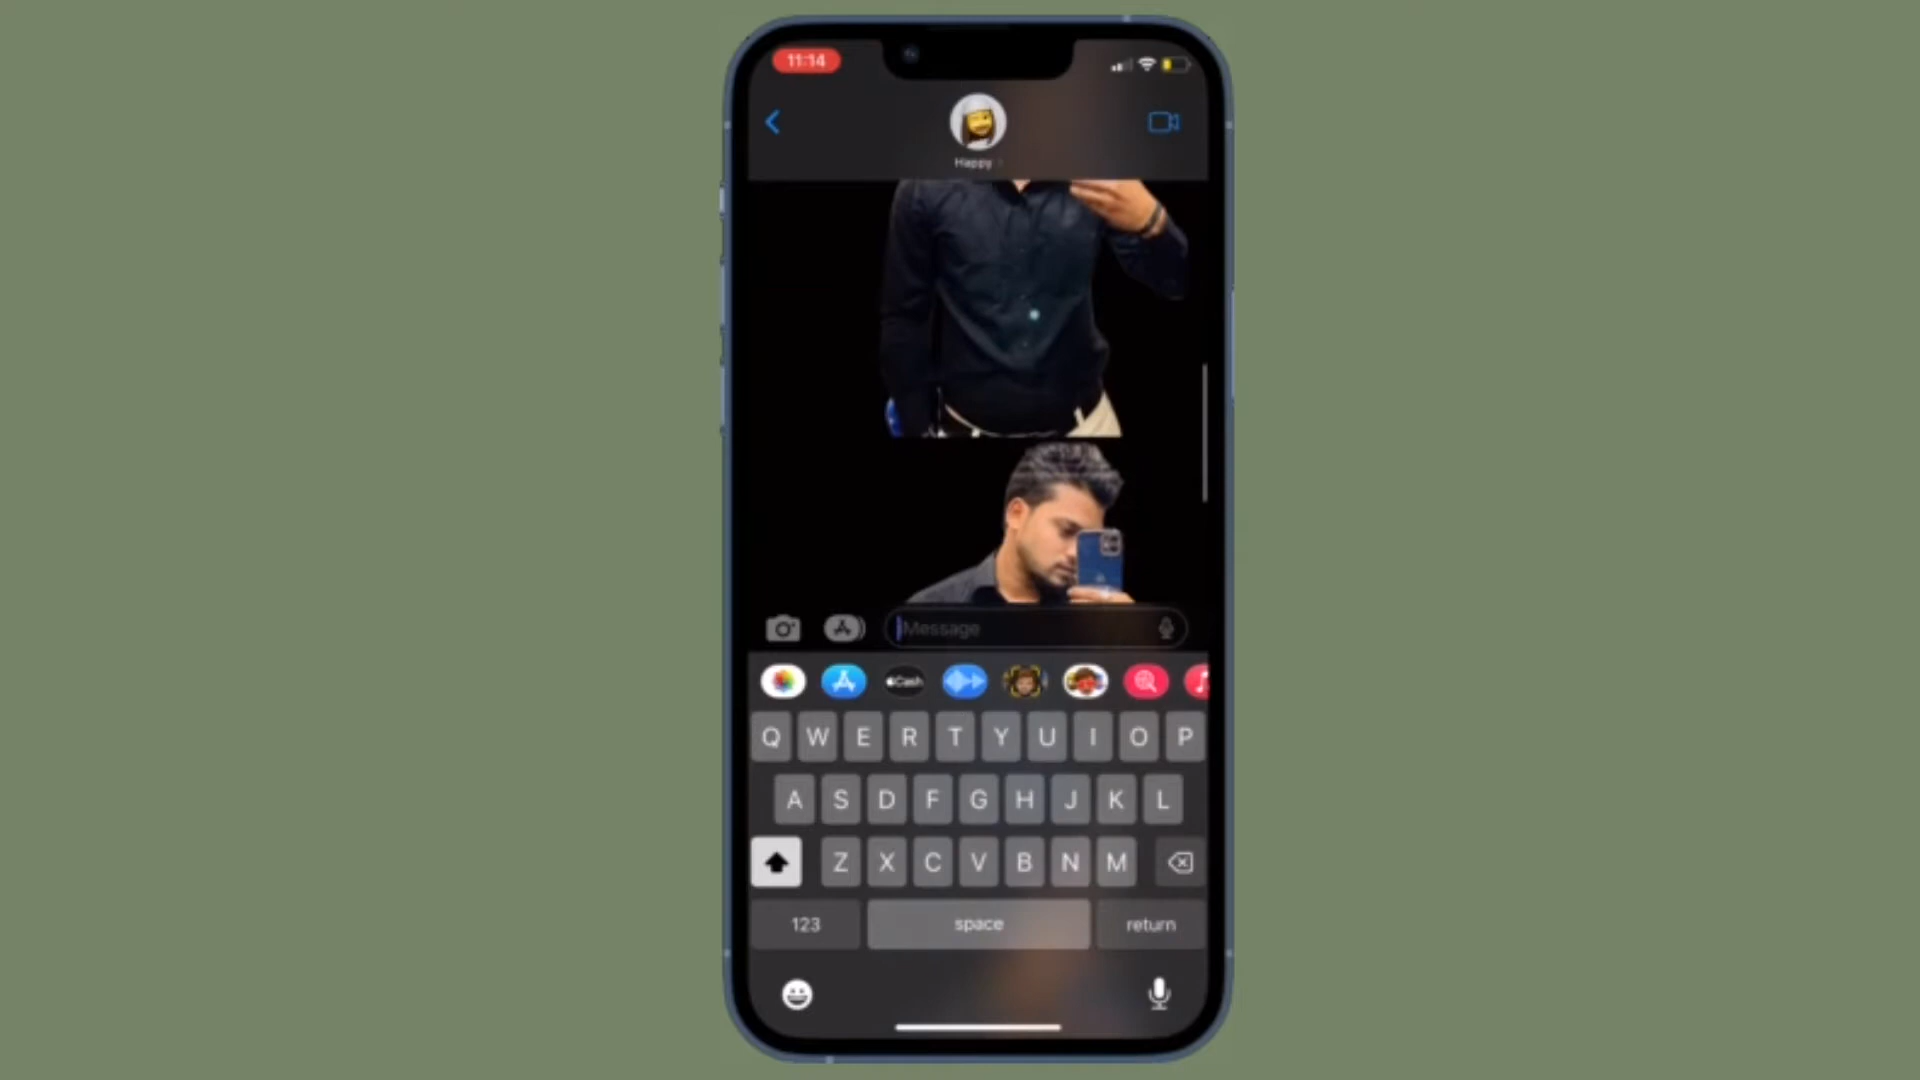 11:14
Happy
Message
Cash
Q W E R T Y U I O P
A S D F G H J K L
Z X C V B N M
123 space return